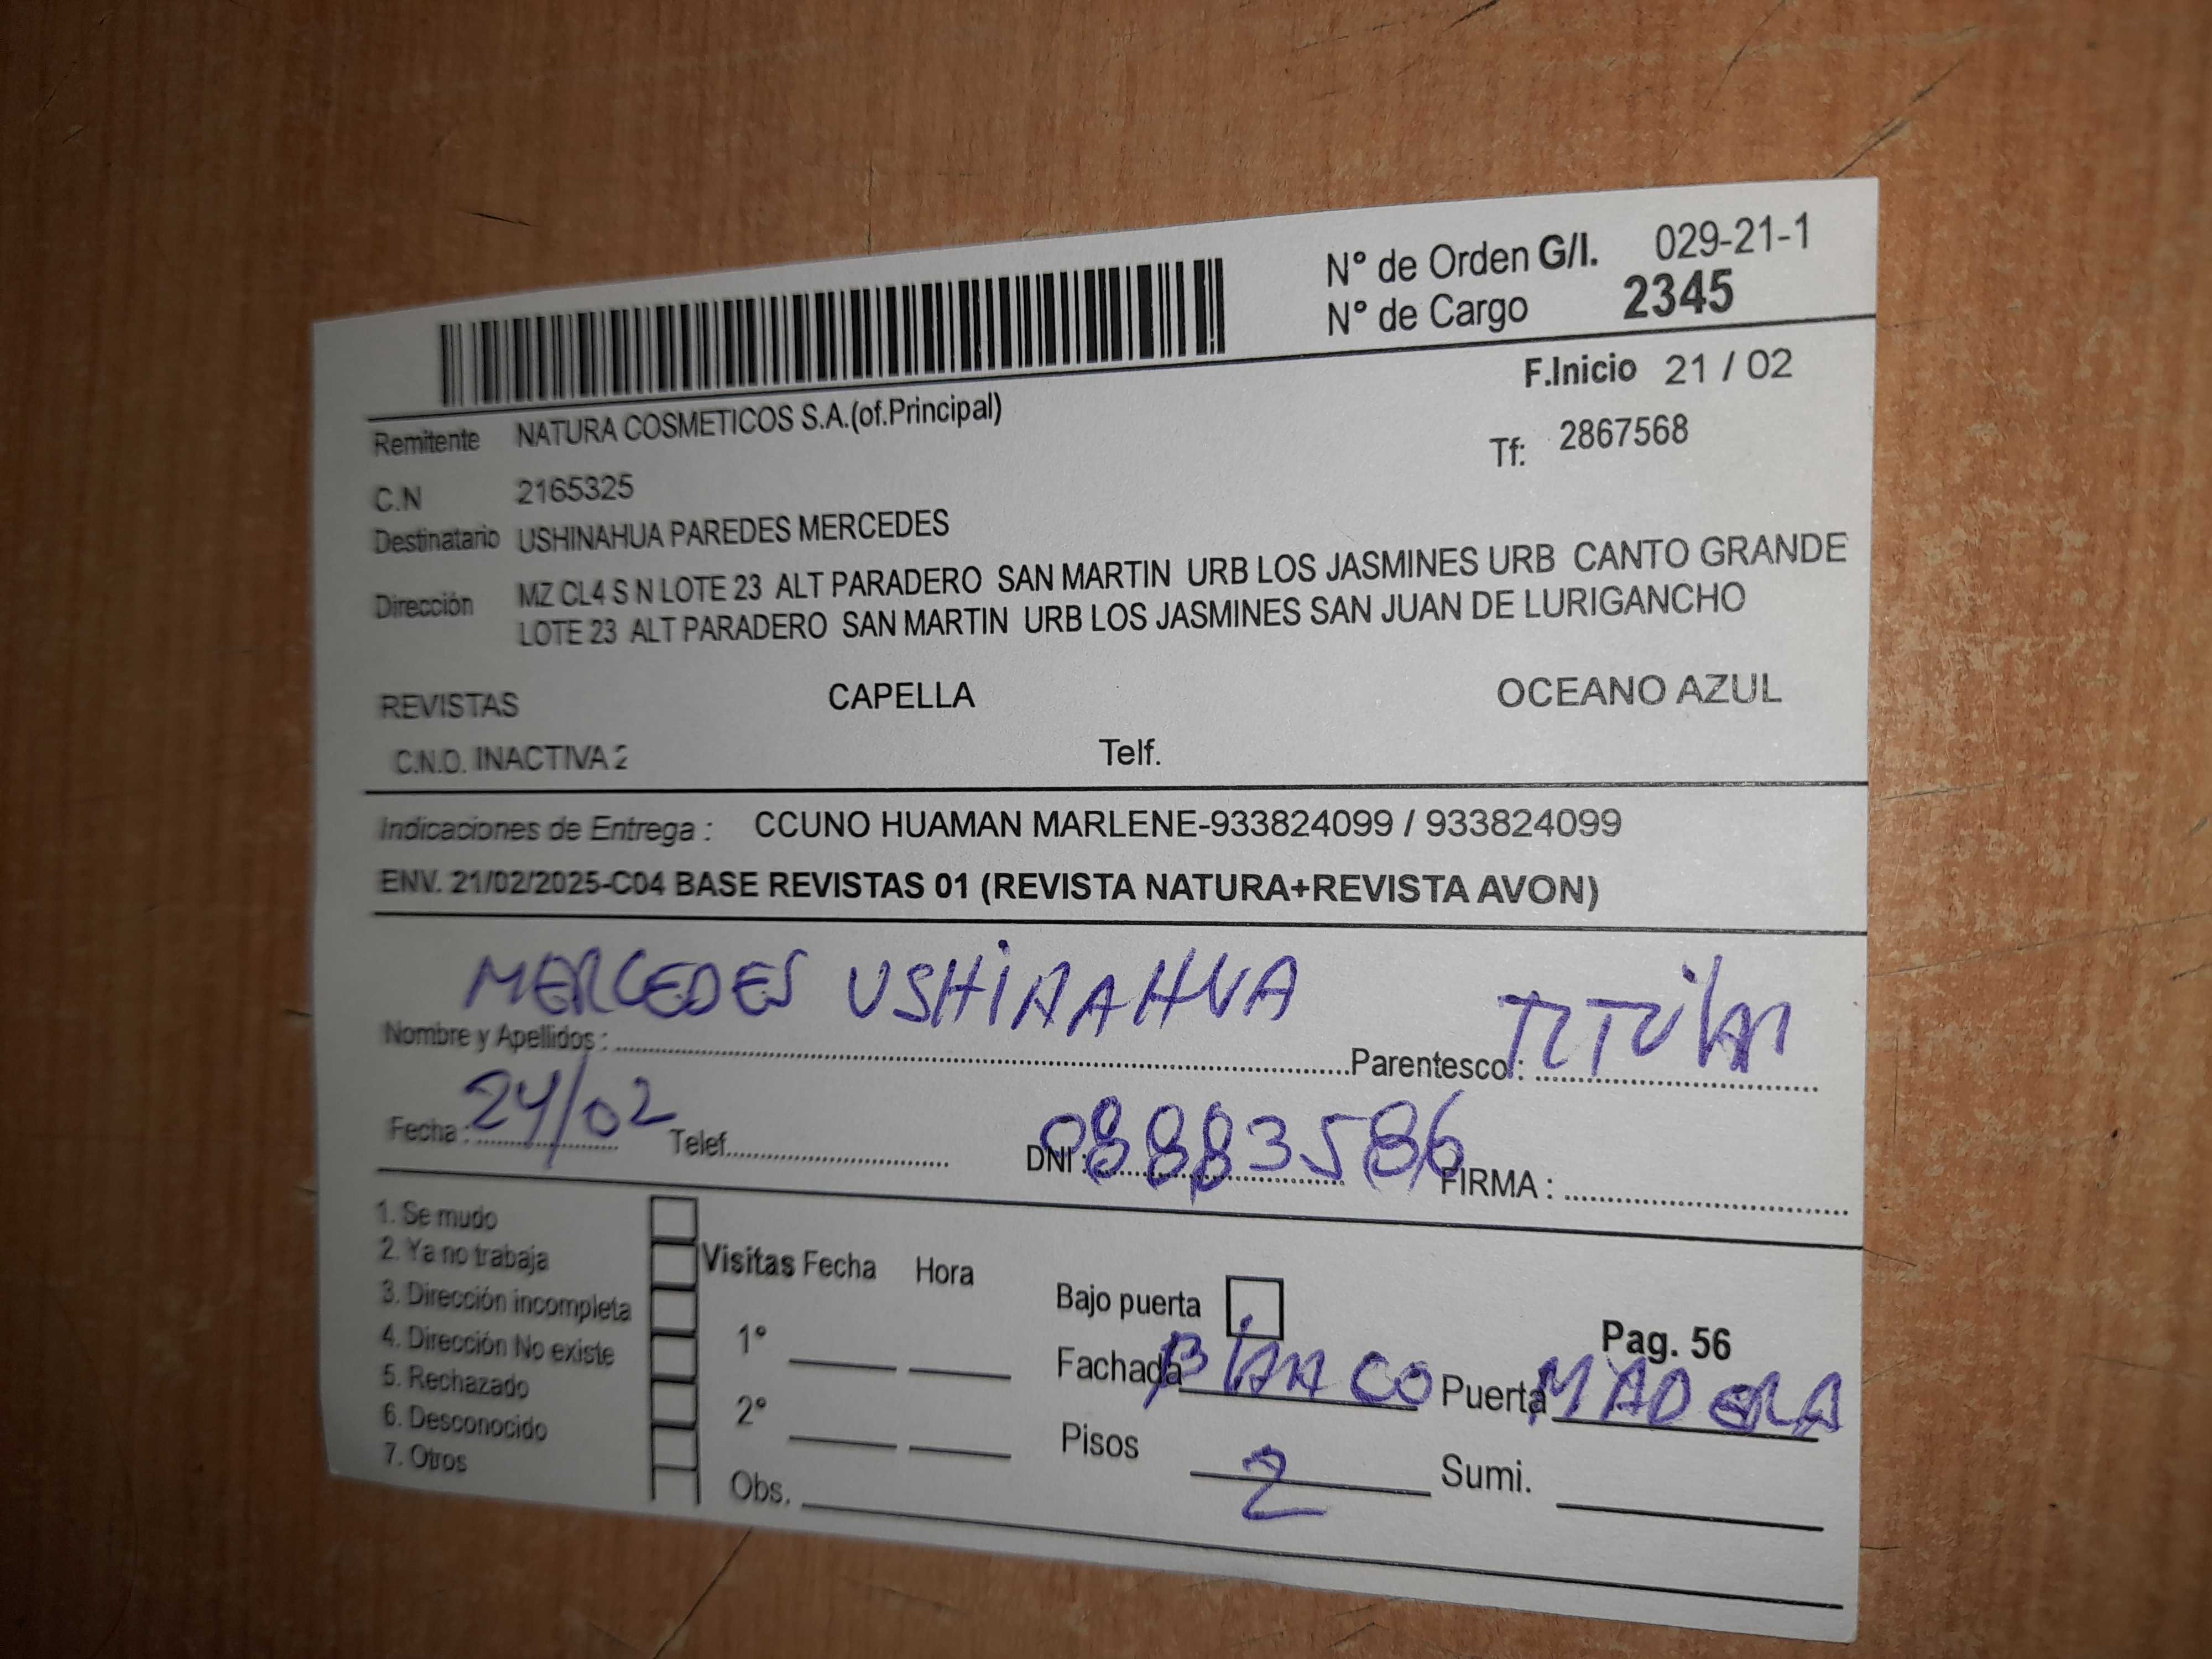 N° de Orden G/I. 029-21-1
N° de Cargo 2345
F.Inicio 21 / 02
Remitente NATURA COSMETICOS S.A.(of.Principal)
Tf: 2867568
C.N 2165325
Destinatario USHINAHUA PAREDES MERCEDES
Dirección MZ CL4 S N LOTE 23 ALT PARADERO SAN MARTIN URB LOS JASMINES URB CANTO GRANDE
LOTE 23 ALT PARADERO SAN MARTIN URB LOS JASMINES SAN JUAN DE LURIGANCHO
REVISTAS CAPELLA OCEANO AZUL
C.N.O. INACTIVA 2 Telf.
Indicaciones de Entrega : CCUNO HUAMAN MARLENE-933824099 / 933824099
ENV. 21/02/2025-C04 BASE REVISTAS 01 (REVISTA NATURA+REVISTA AVON)
Nombre y Apellidos : MERCEDES USHINAHUA Parentesco : TITULAR
Fecha : 24/02 Telef. DNI : 08883586 FIRMA :
1. Se mudo
2. Ya no trabaja
3. Dirección incompleta
4. Dirección No existe
5. Rechazado
6. Desconocido
7. Otros
Visitas Fecha Hora
1°
2°
Obs.
Bajo puerta
Pag. 56
Fachada BLANCO Puerta MADERA
Pisos 2 Sumi.